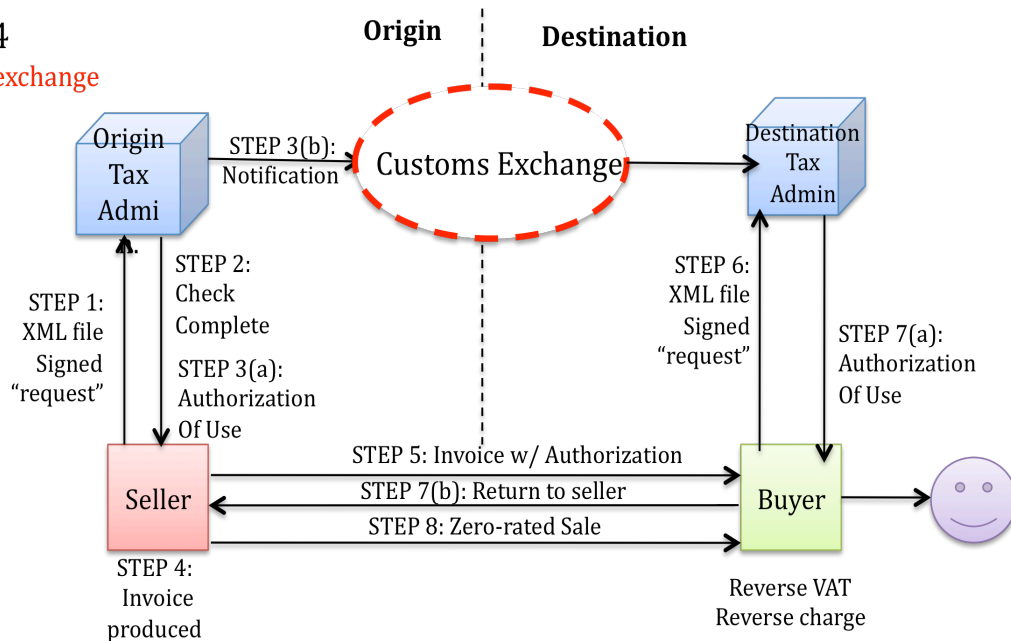 4
exchange
Origin
Destination
Origin
Tax
Admi
n.
STEP 3(b):
Notification
Customs Exchange
Destination
Tax
Admin
STEP 1:
XML file
Signed
“request”
STEP 2:
Check
Complete
STEP 3(a):
Authorization
Of Use
STEP 6:
XML file
Signed
“request”
STEP 7(a):
Authorization
Of Use
Seller
STEP 5: Invoice w/ Authorization
STEP 7(b): Return to seller
STEP 8: Zero-rated Sale
Buyer
STEP 4:
Invoice
produced
Reverse VAT
Reverse charge